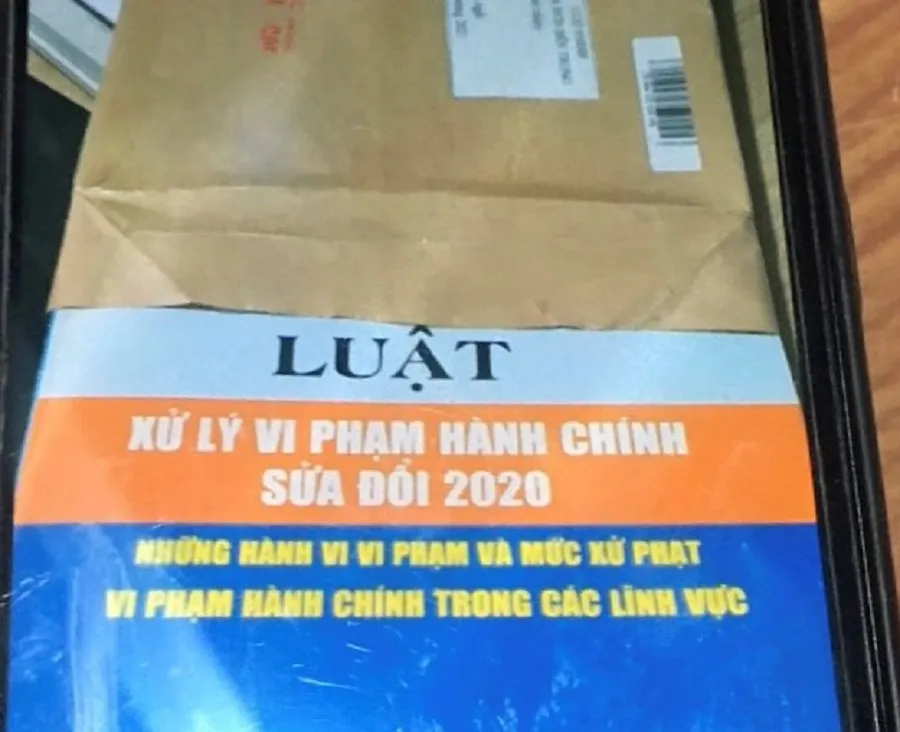 LUẬT
XỬ LÝ VI PHẠM HÀNH CHÍNH
SỬA ĐỔI 2020
NHỮNG HÀNH VI VI PHẠM VÀ MỨC XỬ PHẠT
VI PHẠM HÀNH CHÍNH TRONG CÁC LĨNH VỰC